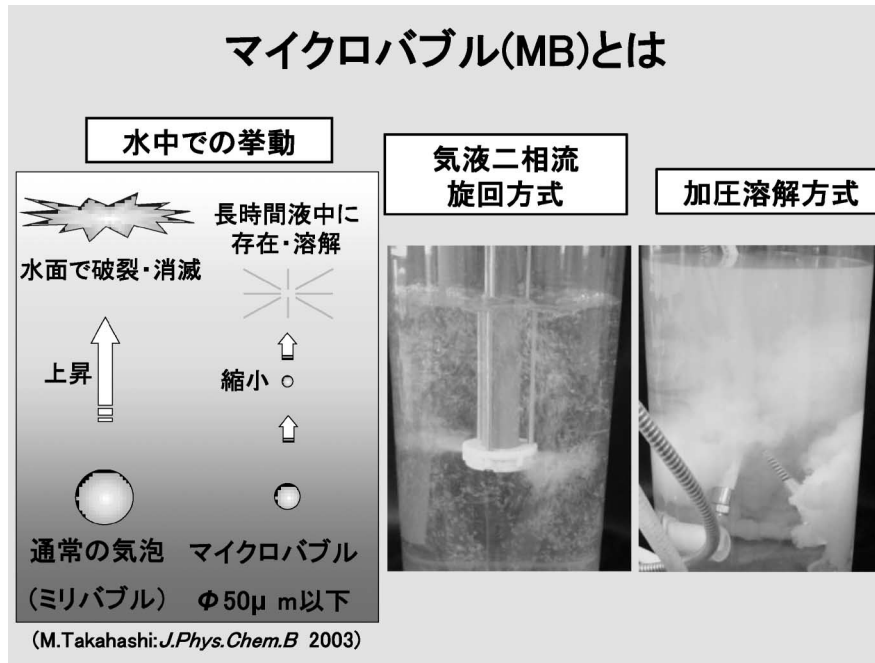 マイクロバブル(MB)とは
水中での挙動
水面で破裂・消滅
上昇
通常の気泡
(ミリバブル)
長時間液中に
存在・溶解
縮小
マイクロバブル
Φ50μ m以下
(M.Takahashi:J.Phys.Chem.B 2003)
気液二相流
旋回方式
加圧溶解方式